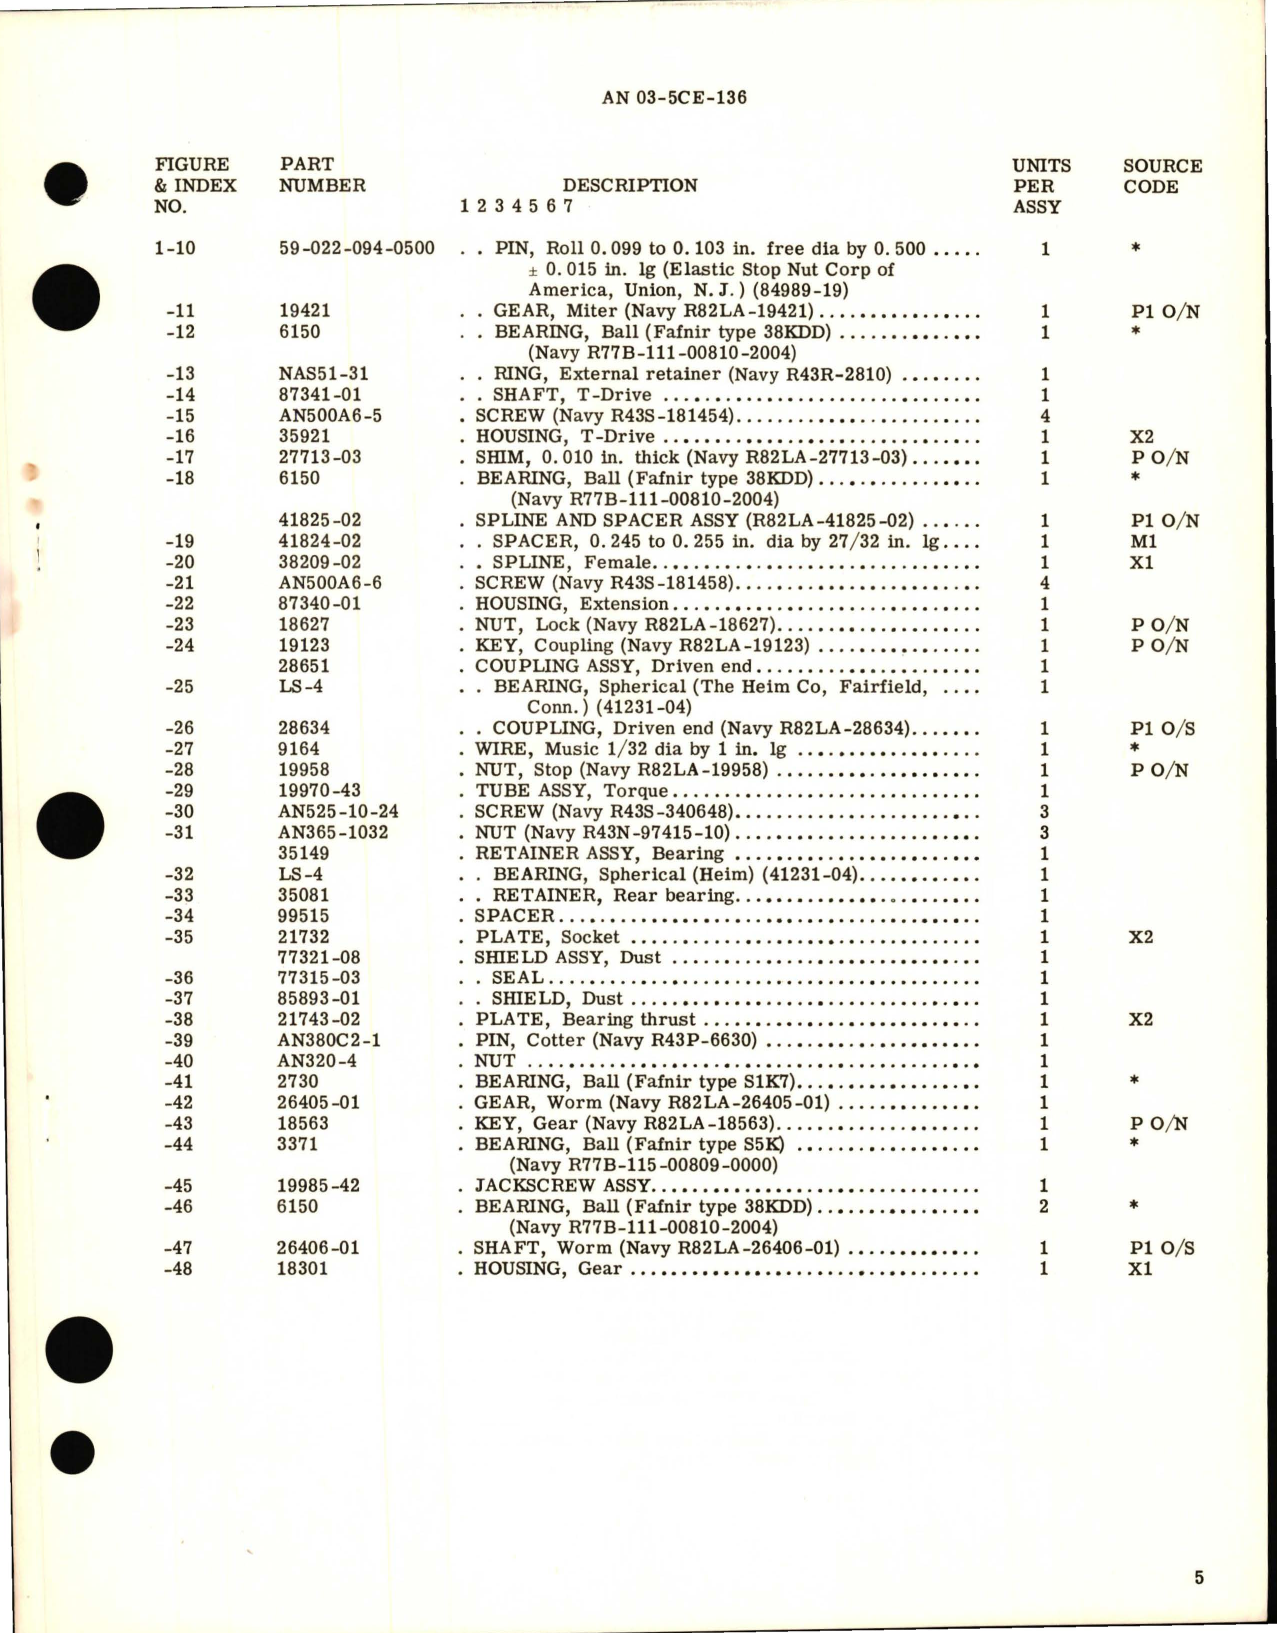 AN 03-5CE-136
FIGURE PART UNITS SOURCE
& INDEX NUMBER DESCRIPTION PER CODE
NO. 1 2 3 4 5 6 7 ASSY
1-10 59-022-094-0500 . . PIN, Roll 0.099 to 0.103 in. free dia by 0.500 ..... 1 *
± 0.015 in. lg (Elastic Stop Nut Corp of
America, Union, N.J.) (84989-19)
-11 19421 . . GEAR, Miter (Navy R82LA-19421)................ 1 P1 O/N
-12 6150 . . BEARING, Ball (Fafnir type 38KDD) .............. 1 *
(Navy R77B-111-00810-2004)
-13 NAS51-31 . . RING, External retainer (Navy R43R-2810) ........ 1
-14 87341-01 . . SHAFT, T-Drive ............................... 1
-15 AN500A6-5 . SCREW (Navy R43S-181454)........................ 4
-16 35921 . HOUSING, T-Drive ............................... 1 X2
-17 27713-03 . SHIM, 0.010 in. thick (Navy R82LA-27713-03)....... 1 P O/N
-18 6150 . BEARING, Ball (Fafnir type 38KDD)................ 1 *
(Navy R77B-111-00810-2004)
41825-02 . SPLINE AND SPACER ASSY (R82LA-41825-02) ...... 1 P1 O/N
-19 41824-02 . . SPACER, 0.245 to 0.255 in. dia by 27/32 in. lg.... 1 M1
-20 38209-02 . . SPLINE, Female................................ 1 X1
-21 AN500A6-6 . SCREW (Navy R43S-181458)........................ 4
-22 87340-01 . HOUSING, Extension.............................. 1
-23 18627 . NUT, Lock (Navy R82LA-18627).................... 1 P O/N
-24 19123 . KEY, Coupling (Navy R82LA-19123) ................ 1 P O/N
28651 . COUPLING ASSY, Driven end...................... 1
-25 LS-4 . . BEARING, Spherical (The Heim Co, Fairfield, .... 1
Conn.) (41231-04)
-26 28634 . . COUPLING, Driven end (Navy R82LA-28634)....... 1 P1 O/S
-27 9164 . WIRE, Music 1/32 dia by 1 in. lg .................. 1 *
-28 19958 . NUT, Stop (Navy R82LA-19958) .................... 1 P O/N
-29 19970-43 . TUBE ASSY, Torque.............................. 1
-30 AN525-10-24 . SCREW (Navy R43S-340648)........................ 3
-31 AN365-1032 . NUT (Navy R43N-97415-10)........................ 3
35149 . RETAINER ASSY, Bearing ........................ 1
-32 LS-4 . . BEARING, Spherical (Heim) (41231-04)............ 1
-33 35081 . . RETAINER, Rear bearing........................ 1
-34 99515 . SPACER......................................... 1
-35 21732 . PLATE, Socket .................................. 1 X2
77321-08 . SHIELD ASSY, Dust .............................. 1
-36 77315-03 . . SEAL.......................................... 1
-37 85893-01 . . SHIELD, Dust .................................. 1
-38 21743-02 . PLATE, Bearing thrust ........................... 1 X2
-39 AN380C2-1 . PIN, Cotter (Navy R43P-6630) ..................... 1
-40 AN320-4 . NUT ............................................ 1
-41 2730 . BEARING, Ball (Fafnir type S1K7).................. 1 *
-42 26405-01 . GEAR, Worm (Navy R82LA-26405-01) .............. 1
-43 18563 . KEY, Gear (Navy R82LA-18563).................... 1 P O/N
-44 3371 . BEARING, Ball (Fafnir type S5K) .................. 1 *
(Navy R77B-115-00809-0000)
-45 19985-42 . JACKSCREW ASSY................................ 1
-46 6150 . BEARING, Ball (Fafnir type 38KDD)................ 2 *
(Navy R77B-111-00810-2004)
-47 26406-01 . SHAFT, Worm (Navy R82LA-26406-01) ............. 1 P1 O/S
-48 18301 . HOUSING, Gear .................................. 1 X1
5